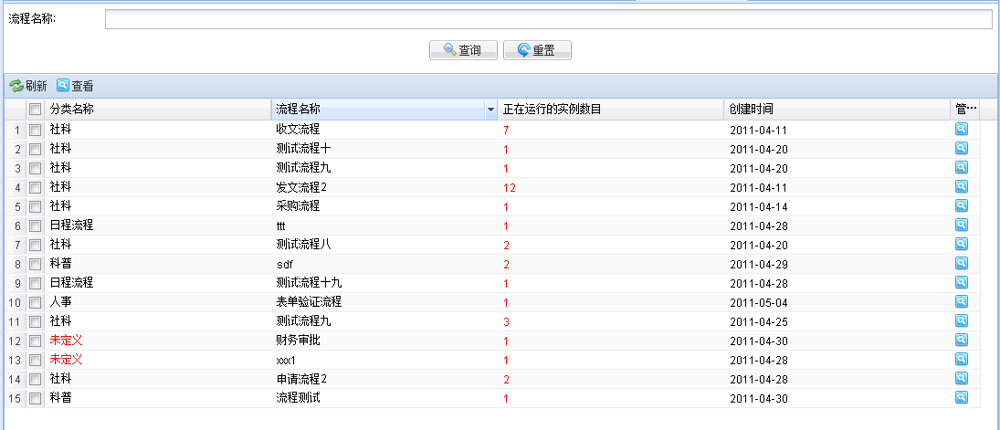 流程名称:
查询 重置
刷新 查看
分类名称 流程名称 正在运行的实例数目 创建时间 管…
1 社科 收文流程 7 2011-04-11
2 社科 测试流程十 1 2011-04-20
3 社科 测试流程九 1 2011-04-20
4 社科 发文流程2 12 2011-04-11
5 社科 采购流程 1 2011-04-14
6 日程流程 ttt 1 2011-04-28
7 社科 测试流程八 2 2011-04-20
8 科普 sdf 2 2011-04-29
9 日程流程 测试流程十九 1 2011-04-28
10 人事 表单验证流程 1 2011-05-04
11 社科 测试流程九 3 2011-04-25
12 未定义 财务审批 1 2011-04-30
13 未定义 xxx1 1 2011-04-28
14 社科 申请流程2 2 2011-04-28
15 科普 流程测试 1 2011-04-30